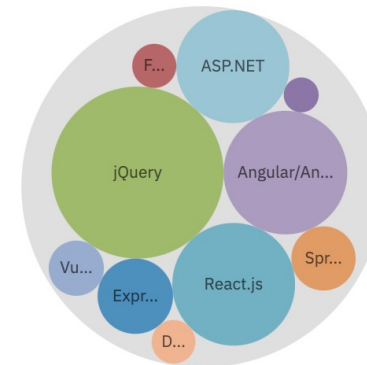 F...
ASP.NET
jQuery
Angular/An...
Vu...
Expr...
React.js
Spr...
D...